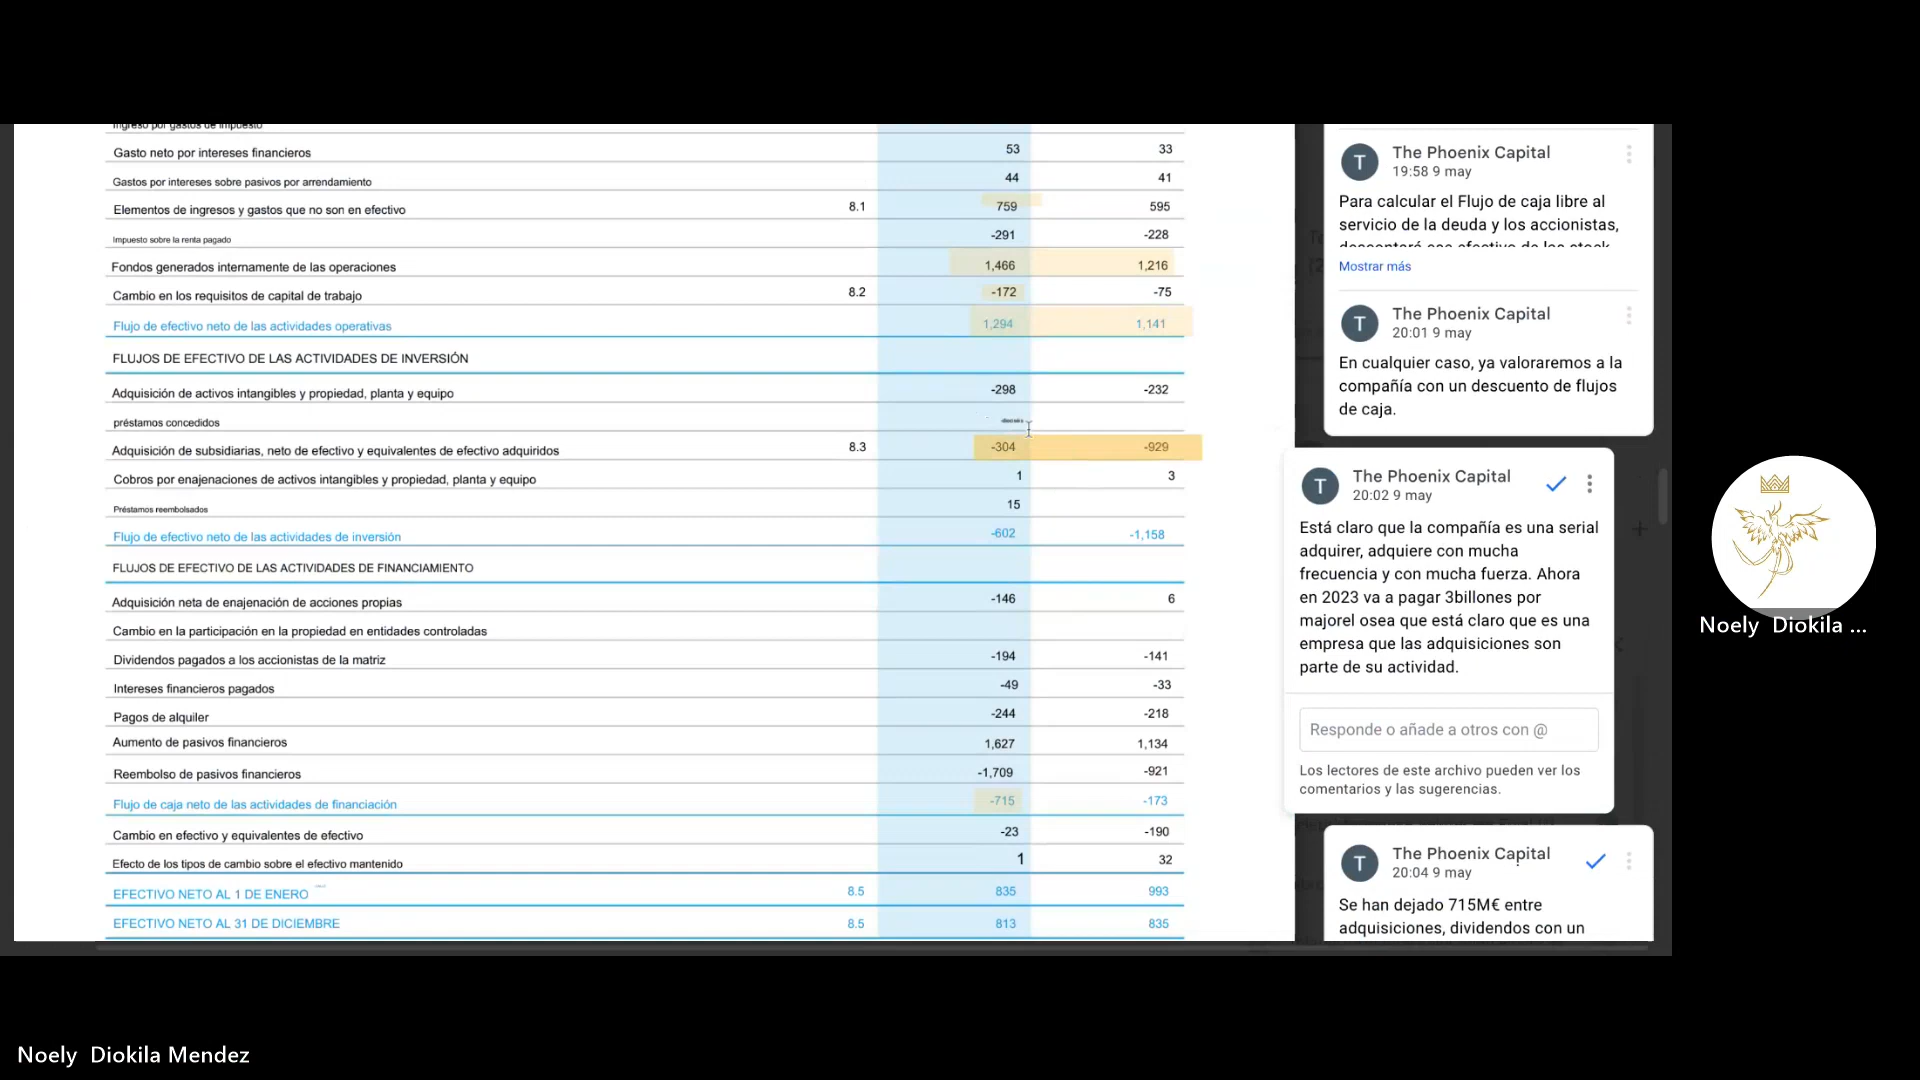 Ingreso por gastos de impuesto
Gasto neto por intereses financieros 53 33
Gastos por intereses sobre pasivos por arrendamiento 44 41
Elementos de ingresos y gastos que no son en efectivo 8.1 759 595
Impuesto sobre la renta pagado -291 -228
Fondos generados internamente de las operaciones 1,466 1,216
Cambio en los requisitos de capital de trabajo 8.2 -172 -75
Flujo de efectivo neto de las actividades operativas 1,294 1,141
FLUJOS DE EFECTIVO DE LAS ACTIVIDADES DE INVERSIÓN
Adquisición de activos intangibles y propiedad, planta y equipo -298 -232
préstamos concedidos
Adquisición de subsidiarias, neto de efectivo y equivalentes de efectivo adquiridos 8.3 -304 -929
Cobros por enajenaciones de activos intangibles y propiedad, planta y equipo 1 3
Préstamos reembolsados 15
Flujo de efectivo neto de las actividades de inversión -602 -1,158
FLUJOS DE EFECTIVO DE LAS ACTIVIDADES DE FINANCIAMIENTO
Adquisición neta de enajenación de acciones propias -146 6
Cambio en la participación en la propiedad en entidades controladas
Dividendos pagados a los accionistas de la matriz -194 -141
Intereses financieros pagados -49 -33
Pagos de alquiler -244 -218
Aumento de pasivos financieros 1,627 1,134
Reembolso de pasivos financieros -1,709 -921
Flujo de caja neto de las actividades de financiación -715 -173
Cambio en efectivo y equivalentes de efectivo -23 -190
Efecto de los tipos de cambio sobre el efectivo mantenido 1 32
EFECTIVO NETO AL 1 DE ENERO 8.5 835 993
EFECTIVO NETO AL 31 DE DICIEMBRE 8.5 813 835
T
The Phoenix Capital
19:58 9 may
Para calcular el Flujo de caja libre al
servicio de la deuda y los accionistas,
descontaré ese efectivo de los stock
Mostrar más
T
The Phoenix Capital
20:01 9 may
En cualquier caso, ya valoraremos a la
compañía con un descuento de flujos
de caja.
T
The Phoenix Capital
20:02 9 may
Está claro que la compañía es una serial
adquirer, adquiere con mucha
frecuencia y con mucha fuerza. Ahora
en 2023 va a pagar 3billones por
majorel osea que está claro que es una
empresa que las adquisiciones son
parte de su actividad.
Responde o añade a otros con @
Los lectores de este archivo pueden ver los
comentarios y las sugerencias.
T
The Phoenix Capital
20:04 9 may
Se han dejado 715M€ entre
adquisiciones, dividendos con un
Noely Diokila ...
Noely Diokila Mendez